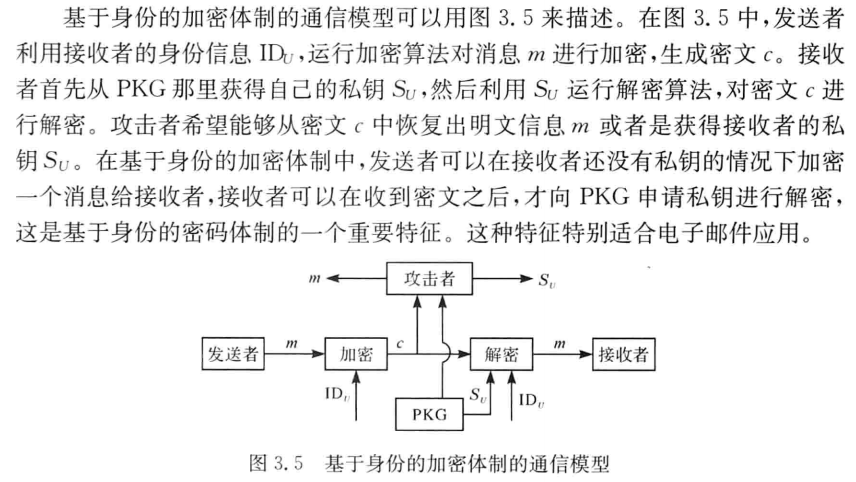 基于身份的加密体制的通信模型可以用图 3.5 来描述。在图 3.5 中,发送者
利用接收者的身份信息 ID_U,运行加密算法对消息 m 进行加密,生成密文 c。接收
者首先从 PKG 那里获得自己的私钥 S_U,然后利用 S_U 运行解密算法,对密文 c 进
行解密。攻击者希望能够从密文 c 中恢复出明文信息 m 或者是获得接收者的私
钥 S_U。在基于身份的加密体制中,发送者可以在接收者还没有私钥的情况下加密
一个消息给接收者,接收者可以在收到密文之后,才向 PKG 申请私钥进行解密,
这是基于身份的密码体制的一个重要特征。这种特征特别适合电子邮件应用。
m 攻击者 S_U
发送者 m 加密 c 解密 m 接收者
ID_U S_U ID_U
PKG
图 3.5 基于身份的加密体制的通信模型